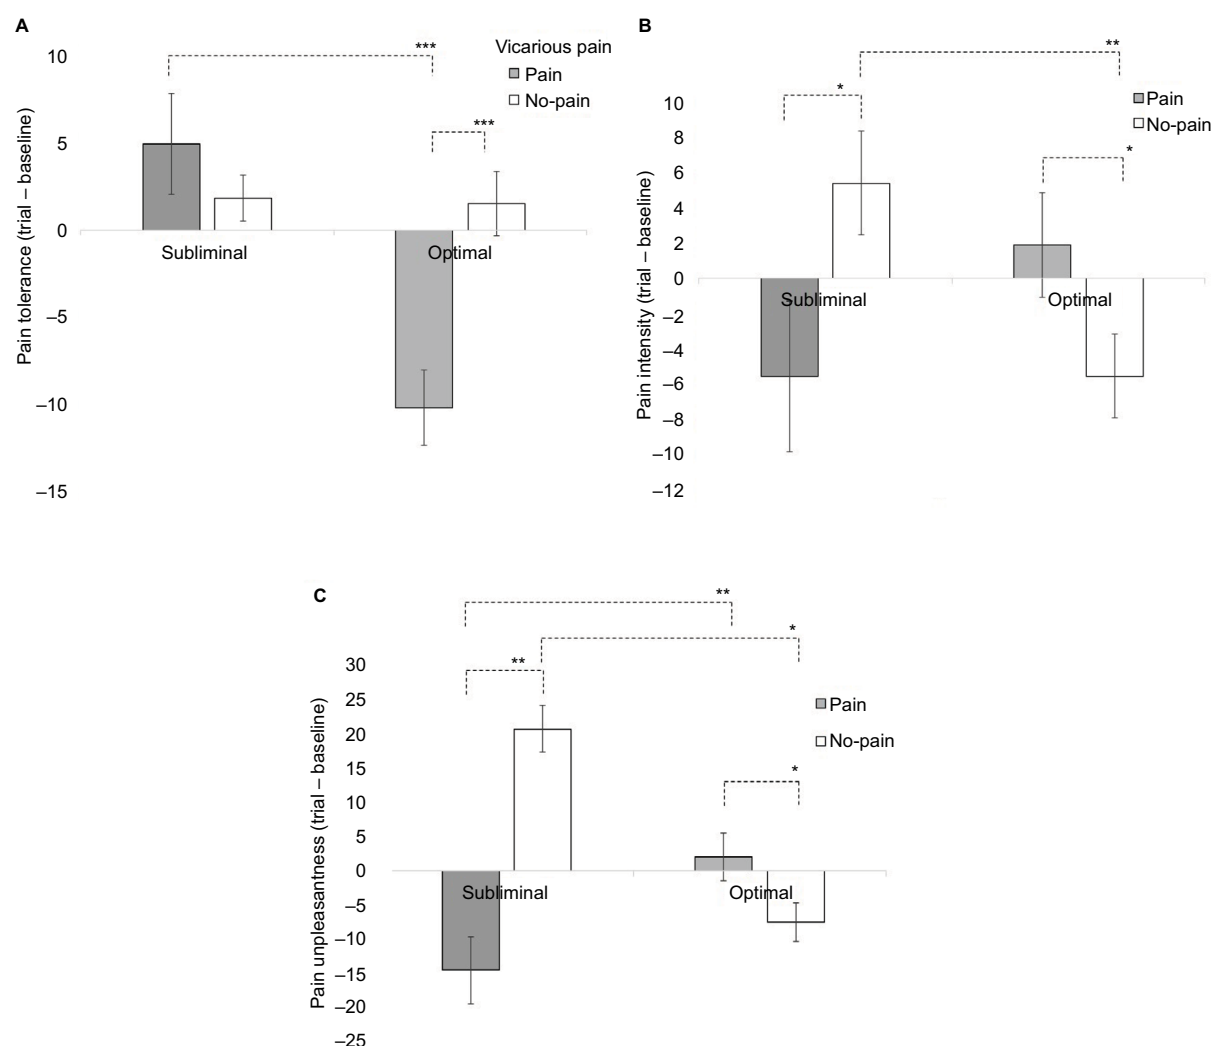 A
Vicarious pain
Pain
No-pain
***
***
10
5
0
–5
–10
–15
Pain tolerance (trial – baseline)
Subliminal
Optimal
B
Pain
No-pain
**
*
*
10
8
6
4
2
0
–2
–4
–6
–8
–10
–12
Pain intensity (trial – baseline)
Subliminal
Optimal
C
**
*
**
*
Pain
No-pain
30
25
20
15
10
5
0
–5
–10
–15
–20
–25
Pain unpleasantness (trial – baseline)
Subliminal
Optimal